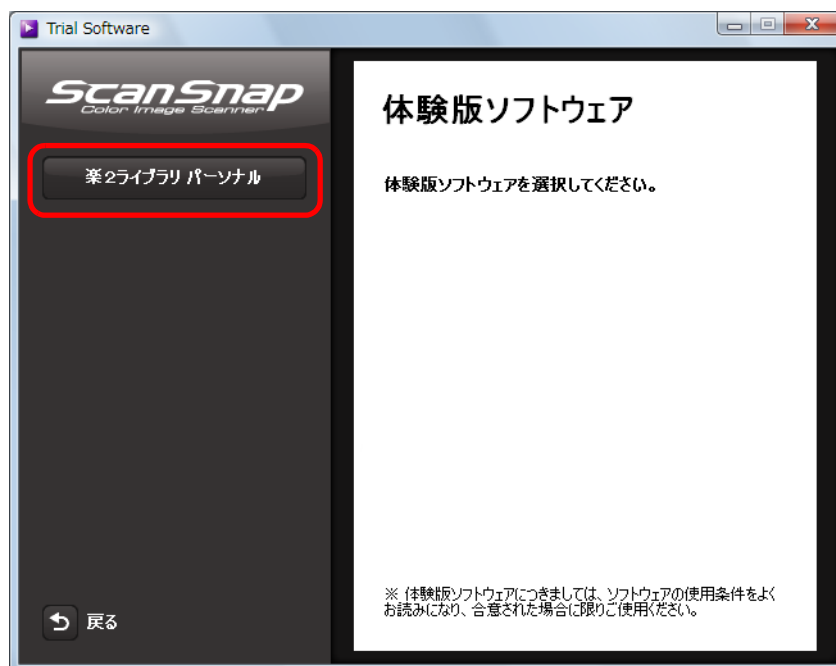 Trial Software
ScanSnap
Color Image Scanner
楽2ライブラリ パーソナル
体験版ソフトウェア
体験版ソフトウェアを選択してください。
※ 体験版ソフトウェアにつきましては、ソフトウェアの使用条件をよく
お読みになり、合意された場合に限りご使用ください。
戻る